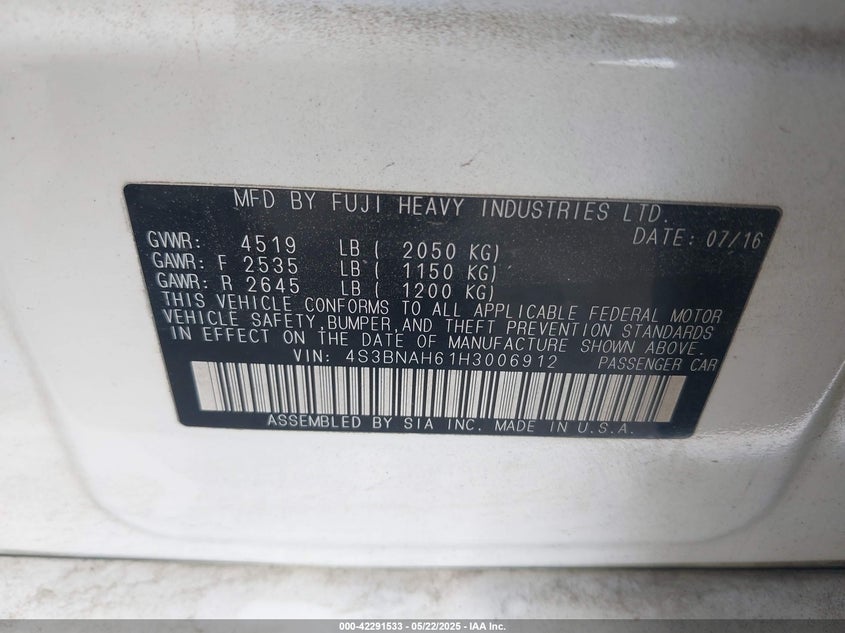 MFD BY FUJI HEAVY INDUSTRIES LTD.
DATE: 07/16
GVWR: 4519 LB ( 2050 KG)
GAWR: F 2535 LB ( 1150 KG)
GAWR: R 2645 LB ( 1200 KG)
THIS VEHICLE CONFORMS TO ALL APPLICABLE FEDERAL MOTOR
VEHICLE SAFETY,BUMPER,AND THEFT PREVENTION STANDARDS
IN EFFECT ON THE DATE OF MANUFACTURE SHOWN ABOVE.
VIN: 4S3BNAH61H3006912 PASSENGER CAR
ASSEMBLED BY SIA INC. MADE IN U.S.A.
000-42291533 - 05/22/2025 - IAA Inc.